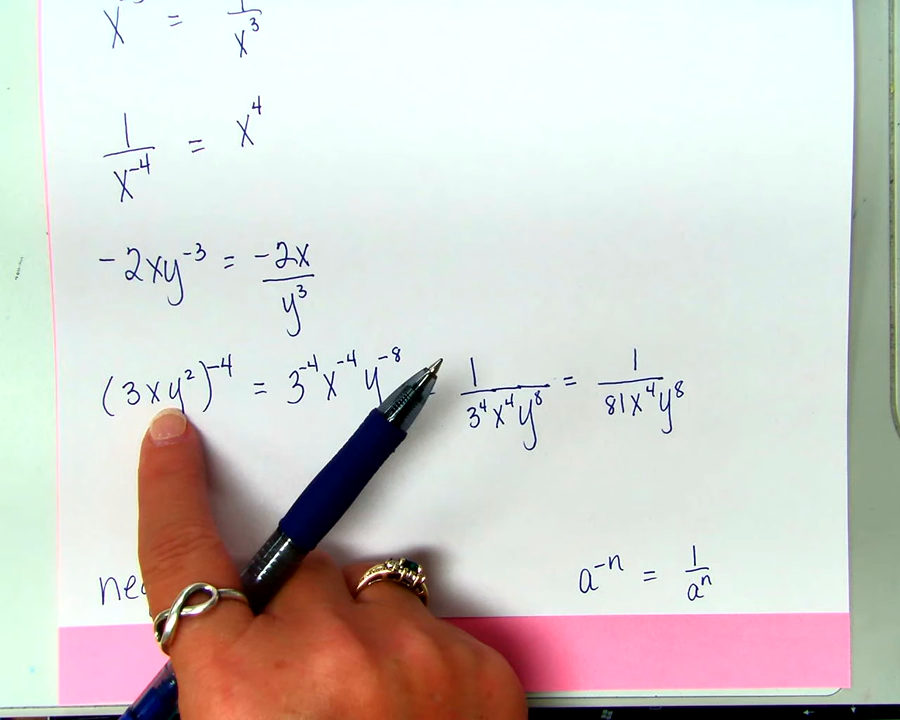 x⁻³ = 1/x³
1/x⁻⁴ = x⁴
-2xy⁻³ = -2x/y³
(3xy²)⁻⁴ = 3⁻⁴x⁻⁴y⁻⁸ = 1/3⁴x⁴y⁸ = 1/81x⁴y⁸
a⁻ⁿ = 1/aⁿ